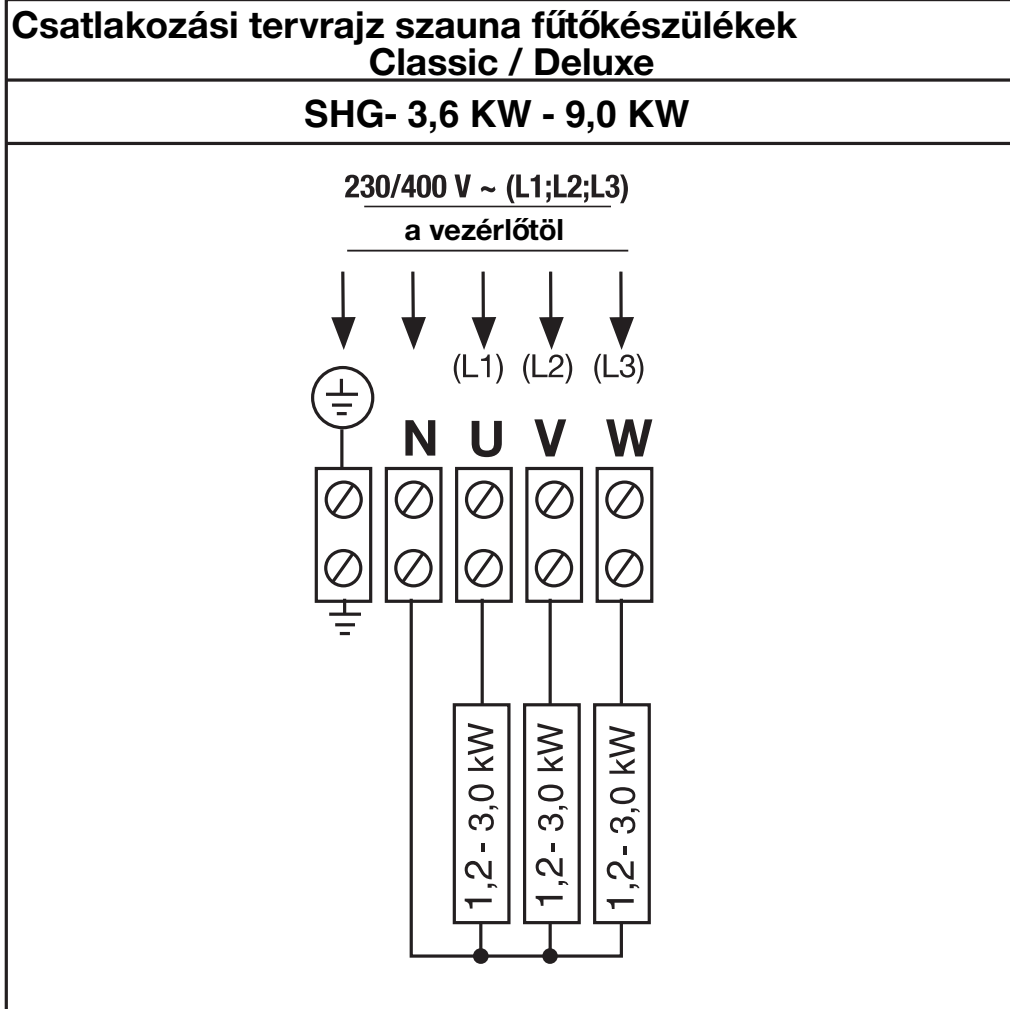 Csatlakozási tervrajz szauna fűtőkészülékek
Classic / Deluxe
SHG- 3,6 KW - 9,0 KW
230/400 V ~ (L1;L2;L3)
a vezérlőtöl
(L1) (L2) (L3)
N U V W
1,2- 3,0 kW
1,2- 3,0 kW
1,2- 3,0 kW